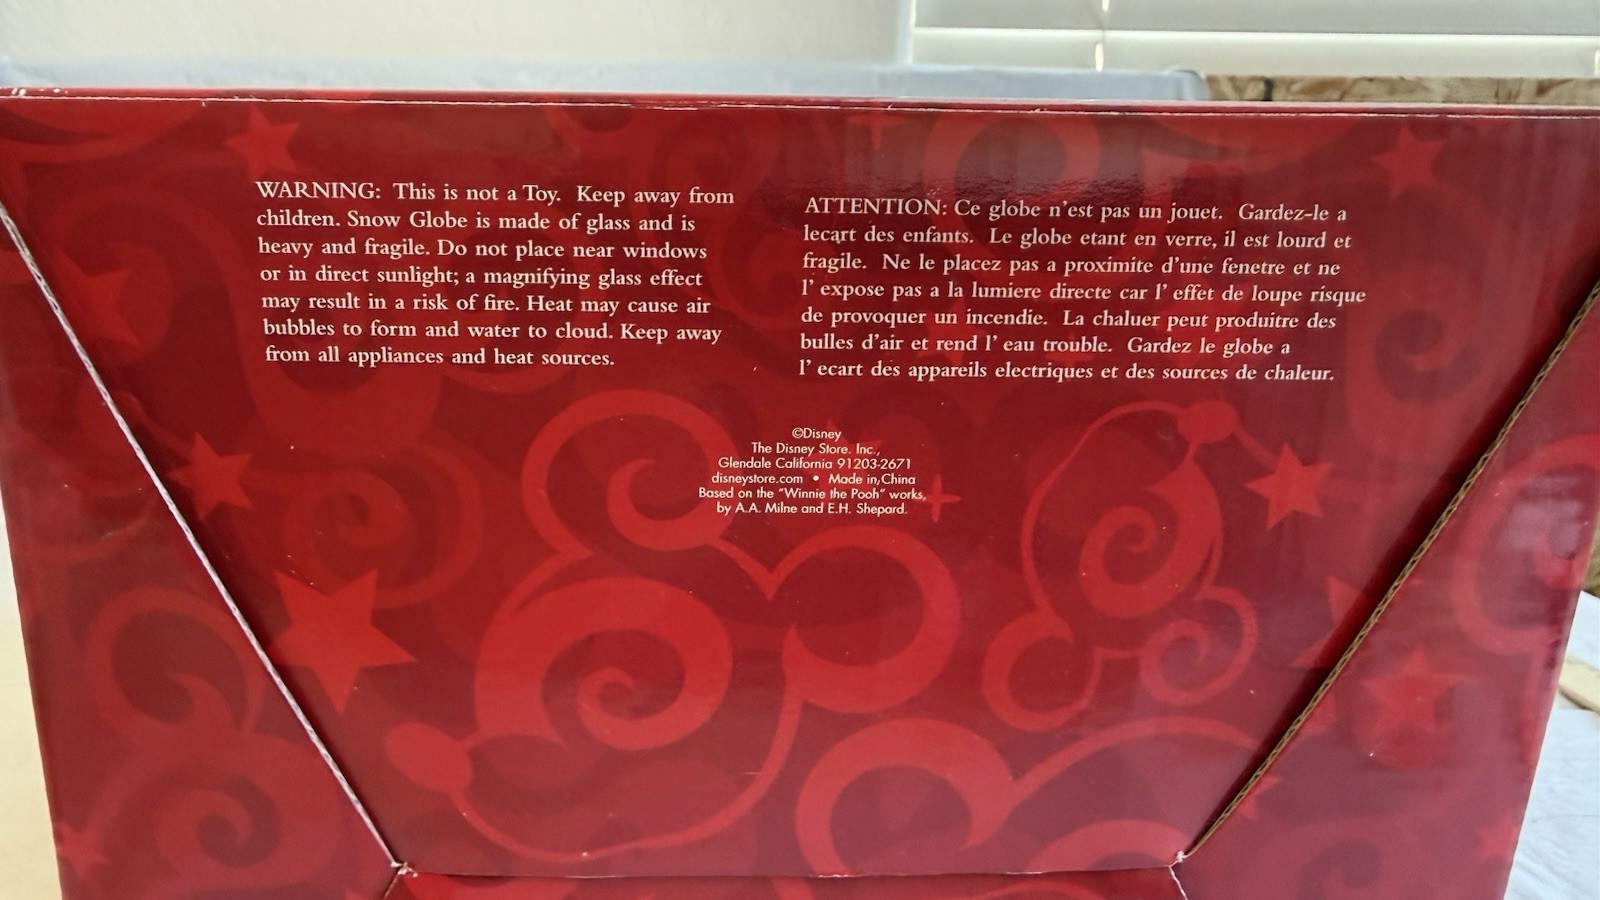 WARNING: This is not a Toy. Keep away from
children. Snow Globe is made of glass and is
heavy and fragile. Do not place near windows
or in direct sunlight; a magnifying glass effect
may result in a risk of fire. Heat may cause air
bubbles to form and water to cloud. Keep away
from all appliances and heat sources.
ATTENTION: Ce globe n'est pas un jouet. Gardez-le a
lecart des enfants. Le globe etant en verre, il est lourd et
fragile. Ne le placez pas a proximite d'une fenetre et ne
l' expose pas a la lumiere directe car l' effet de loupe risque
de provoquer un incendie. La chaluer peut produitre des
bulles d'air et rend l' eau trouble. Gardez le globe a
l' ecart des appareils electriques et des sources de chaleur.
©Disney
The Disney Store. Inc.,
Glendale California 91203-2671
disneystore.com • Made in China
Based on the "Winnie the Pooh" works,
by A.A. Milne and E.H. Shepard.